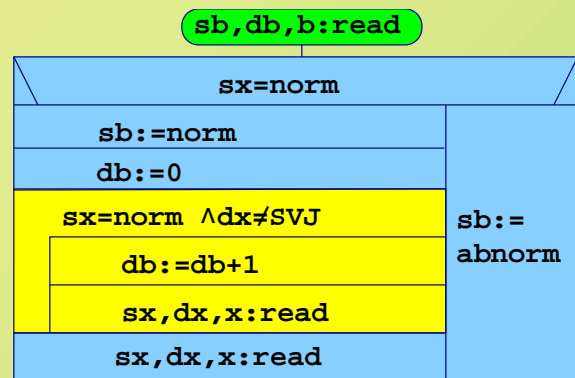 sb,db,b:read
sx=norm
sb:=norm
db:=0
sx=norm ^dx≠SVJ
db:=db+1
sx,dx,x:read
sx,dx,x:read
sb:=
abnorm